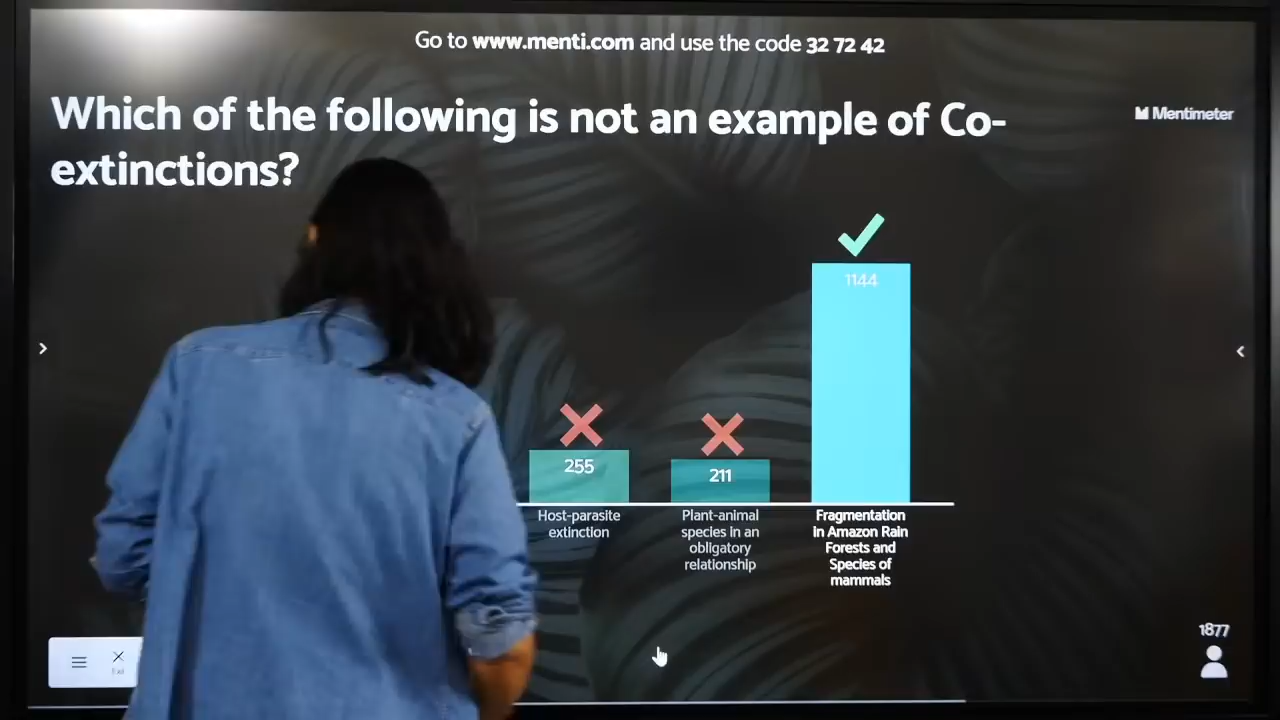 Go to www.menti.com and use the code 32 72 42
Which of the following is not an example of Co-
extinctions?
Mentimeter
1144
255
211
Host-parasite
extinction
Plant-animal
species in an
obligatory
relationship
Fragmentation
in Amazon Rain
Forests and
Species of
mammals
1877